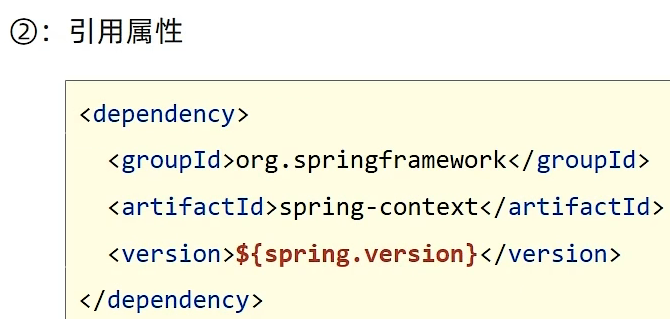 ②：引用属性
<dependency>
<groupId>org.springframework</groupId>
<artifactId>spring-context</artifactId>
<version>${spring.version}</version>
</dependency>